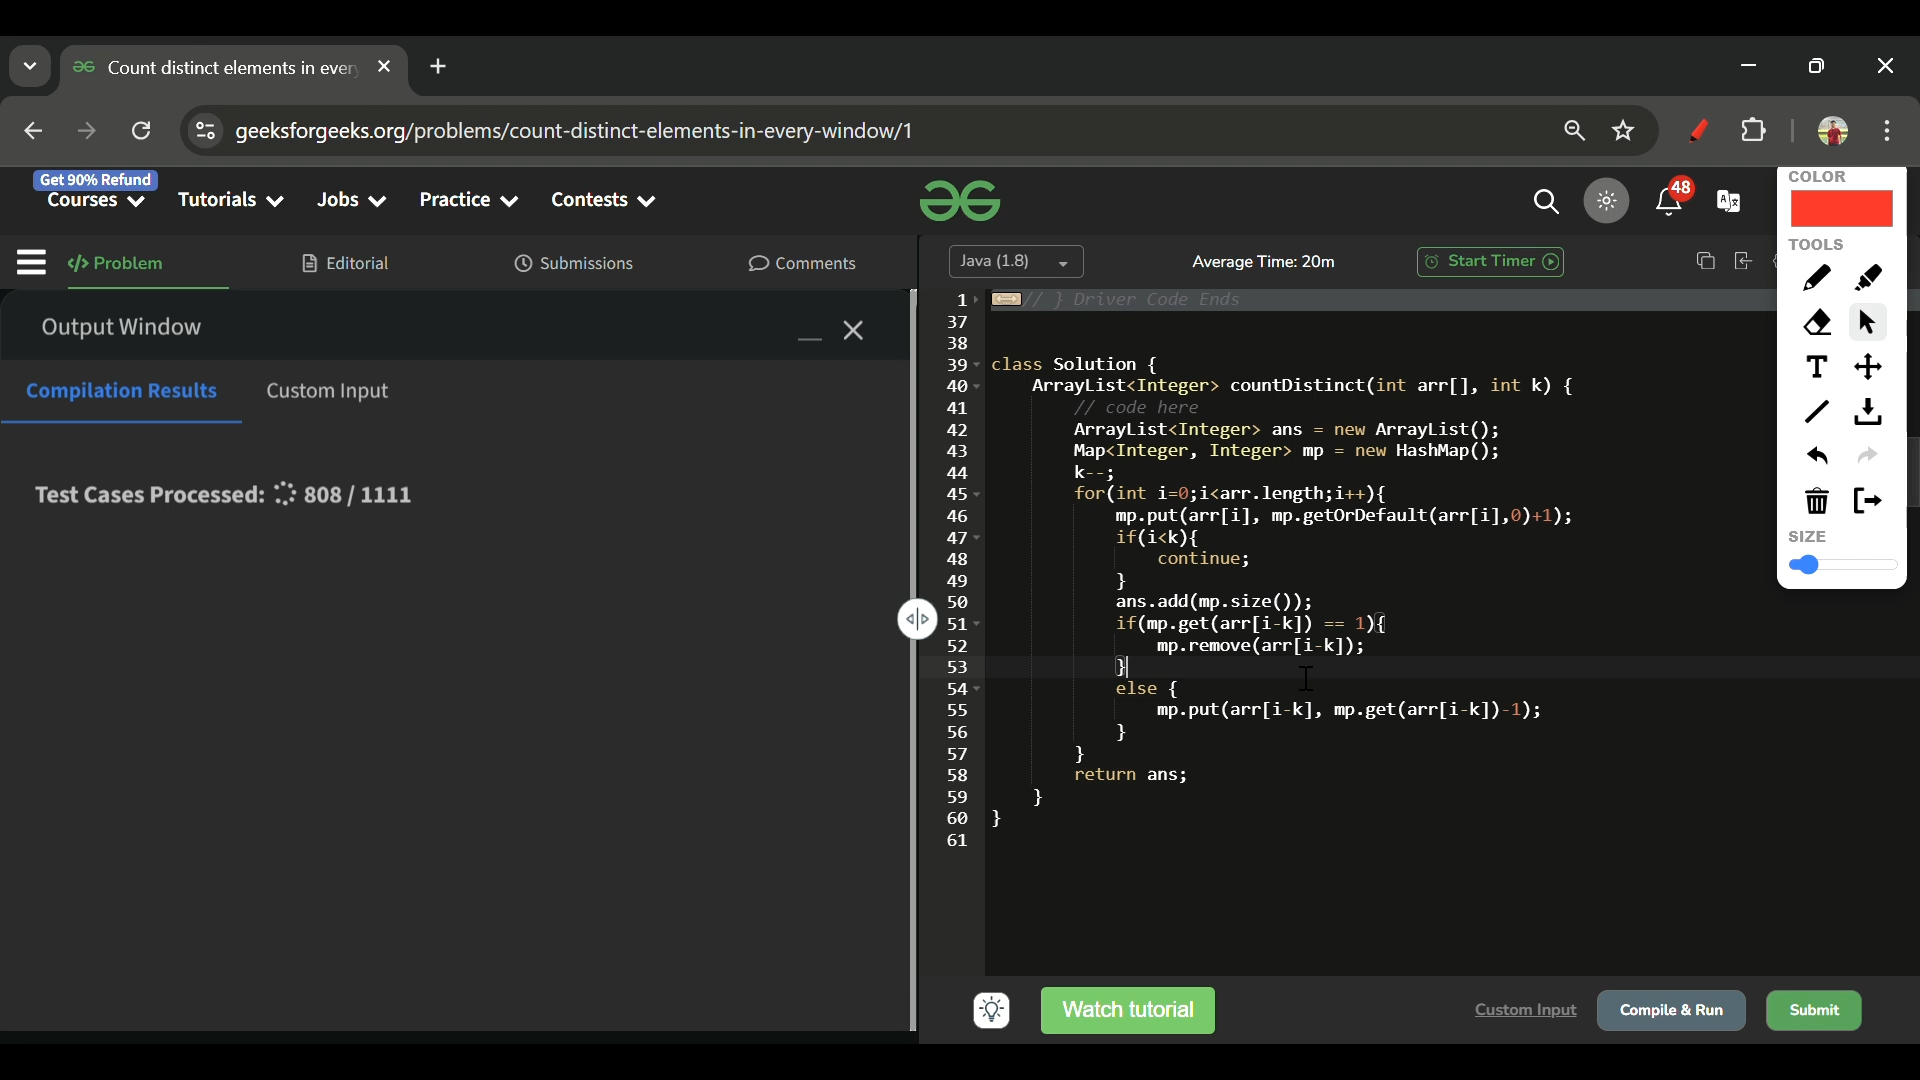 Count distinct elements in ever
geeksforgeeks.org/problems/count-distinct-elements-in-every-window/1
Get 90% Refund
Courses
Tutorials
Jobs
Practice
Contests
48
COLOR
TOOLS
SIZE
</> Problem
Editorial
Submissions
Comments
Java (1.8)
Average Time: 20m
Start Timer
Output Window
Compilation Results
Custom Input
Test Cases Processed: 808 / 1111
1 // } Driver Code Ends
37
38
39 class Solution {
40 ArrayList<Integer> countDistinct(int arr[], int k) {
41 // code here
42 ArrayList<Integer> ans = new ArrayList();
43 Map<Integer, Integer> mp = new HashMap();
44 k--;
45 for(int i=0;i<arr.length;i++){
46 mp.put(arr[i], mp.getOrDefault(arr[i],0)+1);
47 if(i<k){
48 continue;
49 }
50 ans.add(mp.size());
51 if(mp.get(arr[i-k]) == 1){
52 mp.remove(arr[i-k]);
53 }
54 else {
55 mp.put(arr[i-k], mp.get(arr[i-k])-1);
56 }
57 }
58 return ans;
59 }
60 }
61
Watch tutorial
Custom Input
Compile & Run
Submit